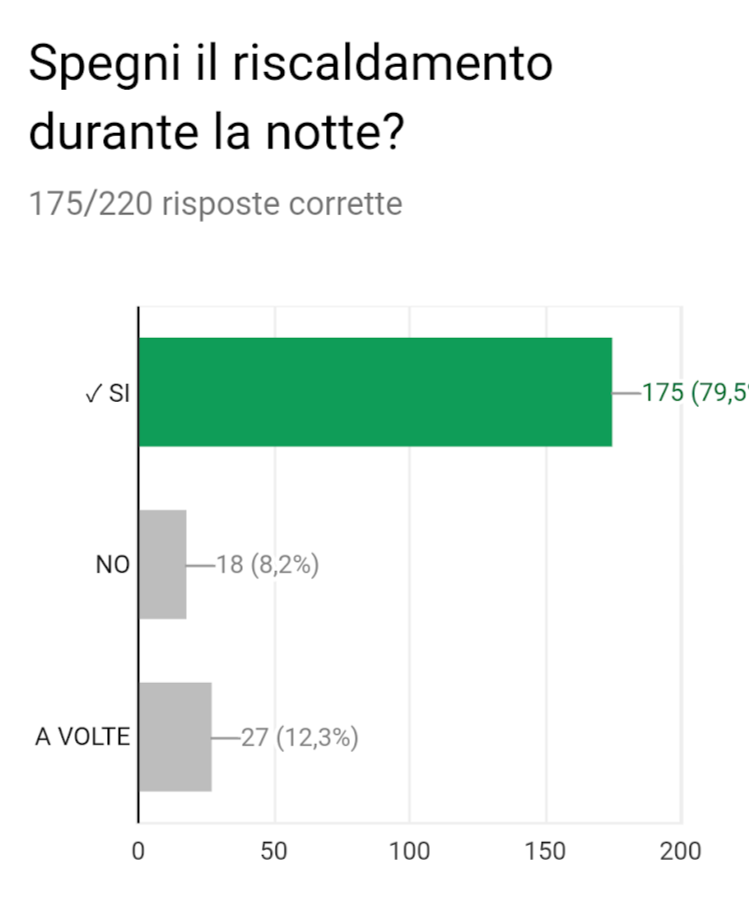 Spegni il riscaldamento
durante la notte?
175/220 risposte corrette
✓ SI
175 (79,5
NO
18 (8,2%)
A VOLTE
27 (12,3%)
0 50 100 150 200